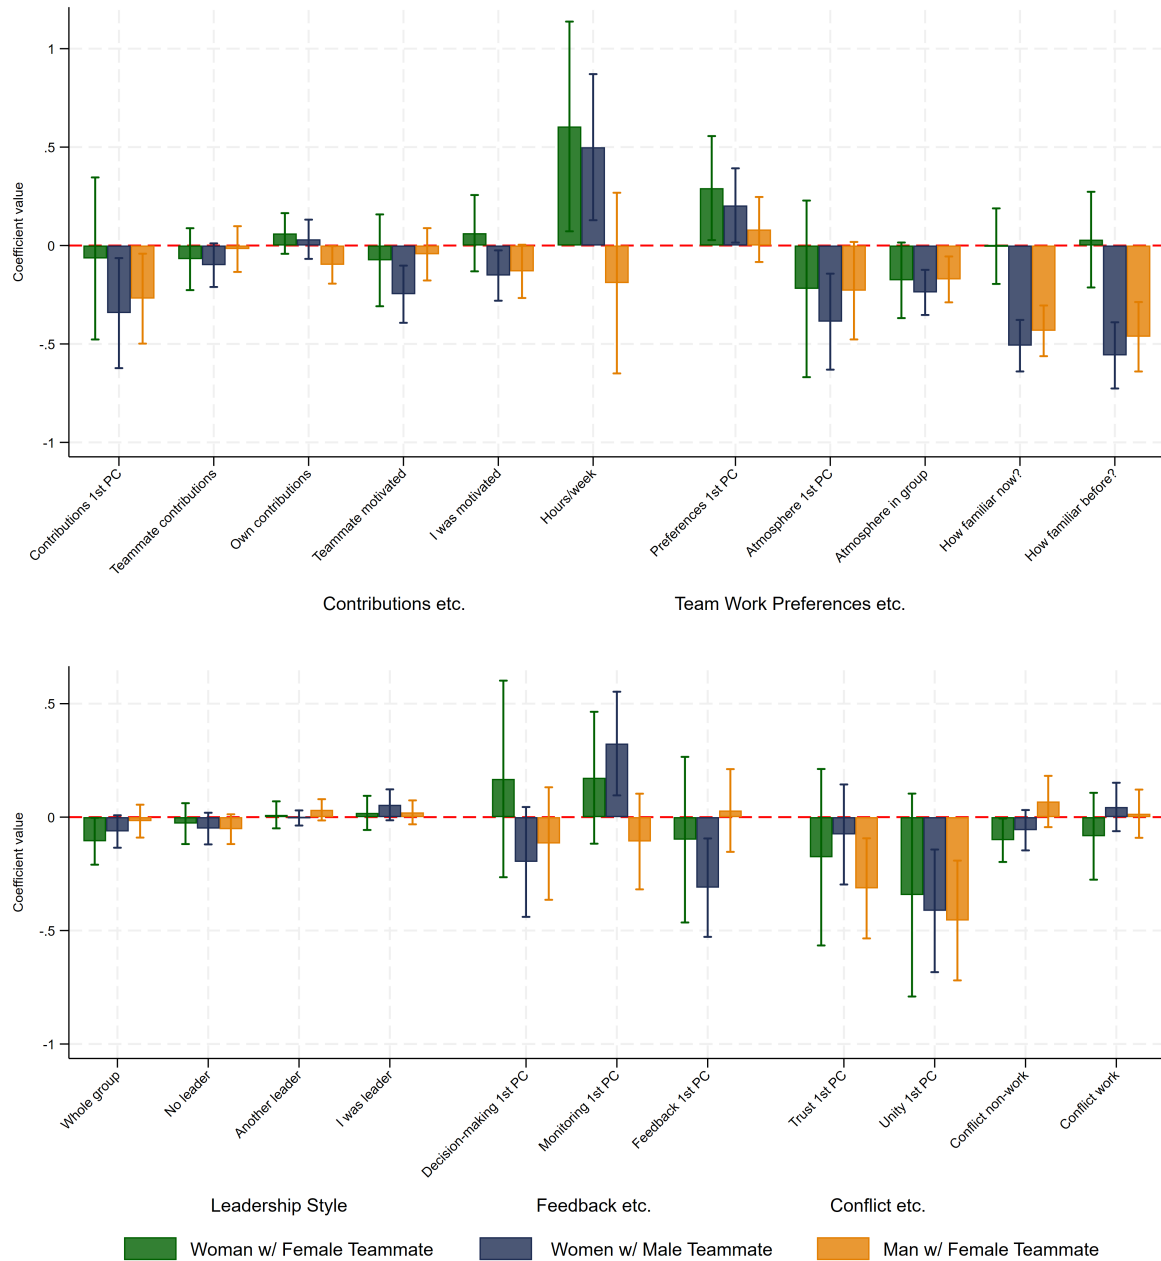 1
.5
0
-.5
-1
Coefficient value
Contributions 1st PC
Teammate contributions
Own contributions
Teammate motivated
I was motivated
Hours/week
Preferences 1st PC
Atmosphere 1st PC
Atmosphere in group
How familiar now?
How familiar before?
Contributions etc.
Team Work Preferences etc.
.5
0
-.5
-1
Coefficient value
Whole group
No leader
Another leader
I was leader
Decision-making 1st PC
Monitoring 1st PC
Feedback 1st PC
Trust 1st PC
Unity 1st PC
Conflict non-work
Conflict work
Leadership Style
Feedback etc.
Conflict etc.
Woman w/ Female Teammate
Women w/ Male Teammate
Man w/ Female Teammate